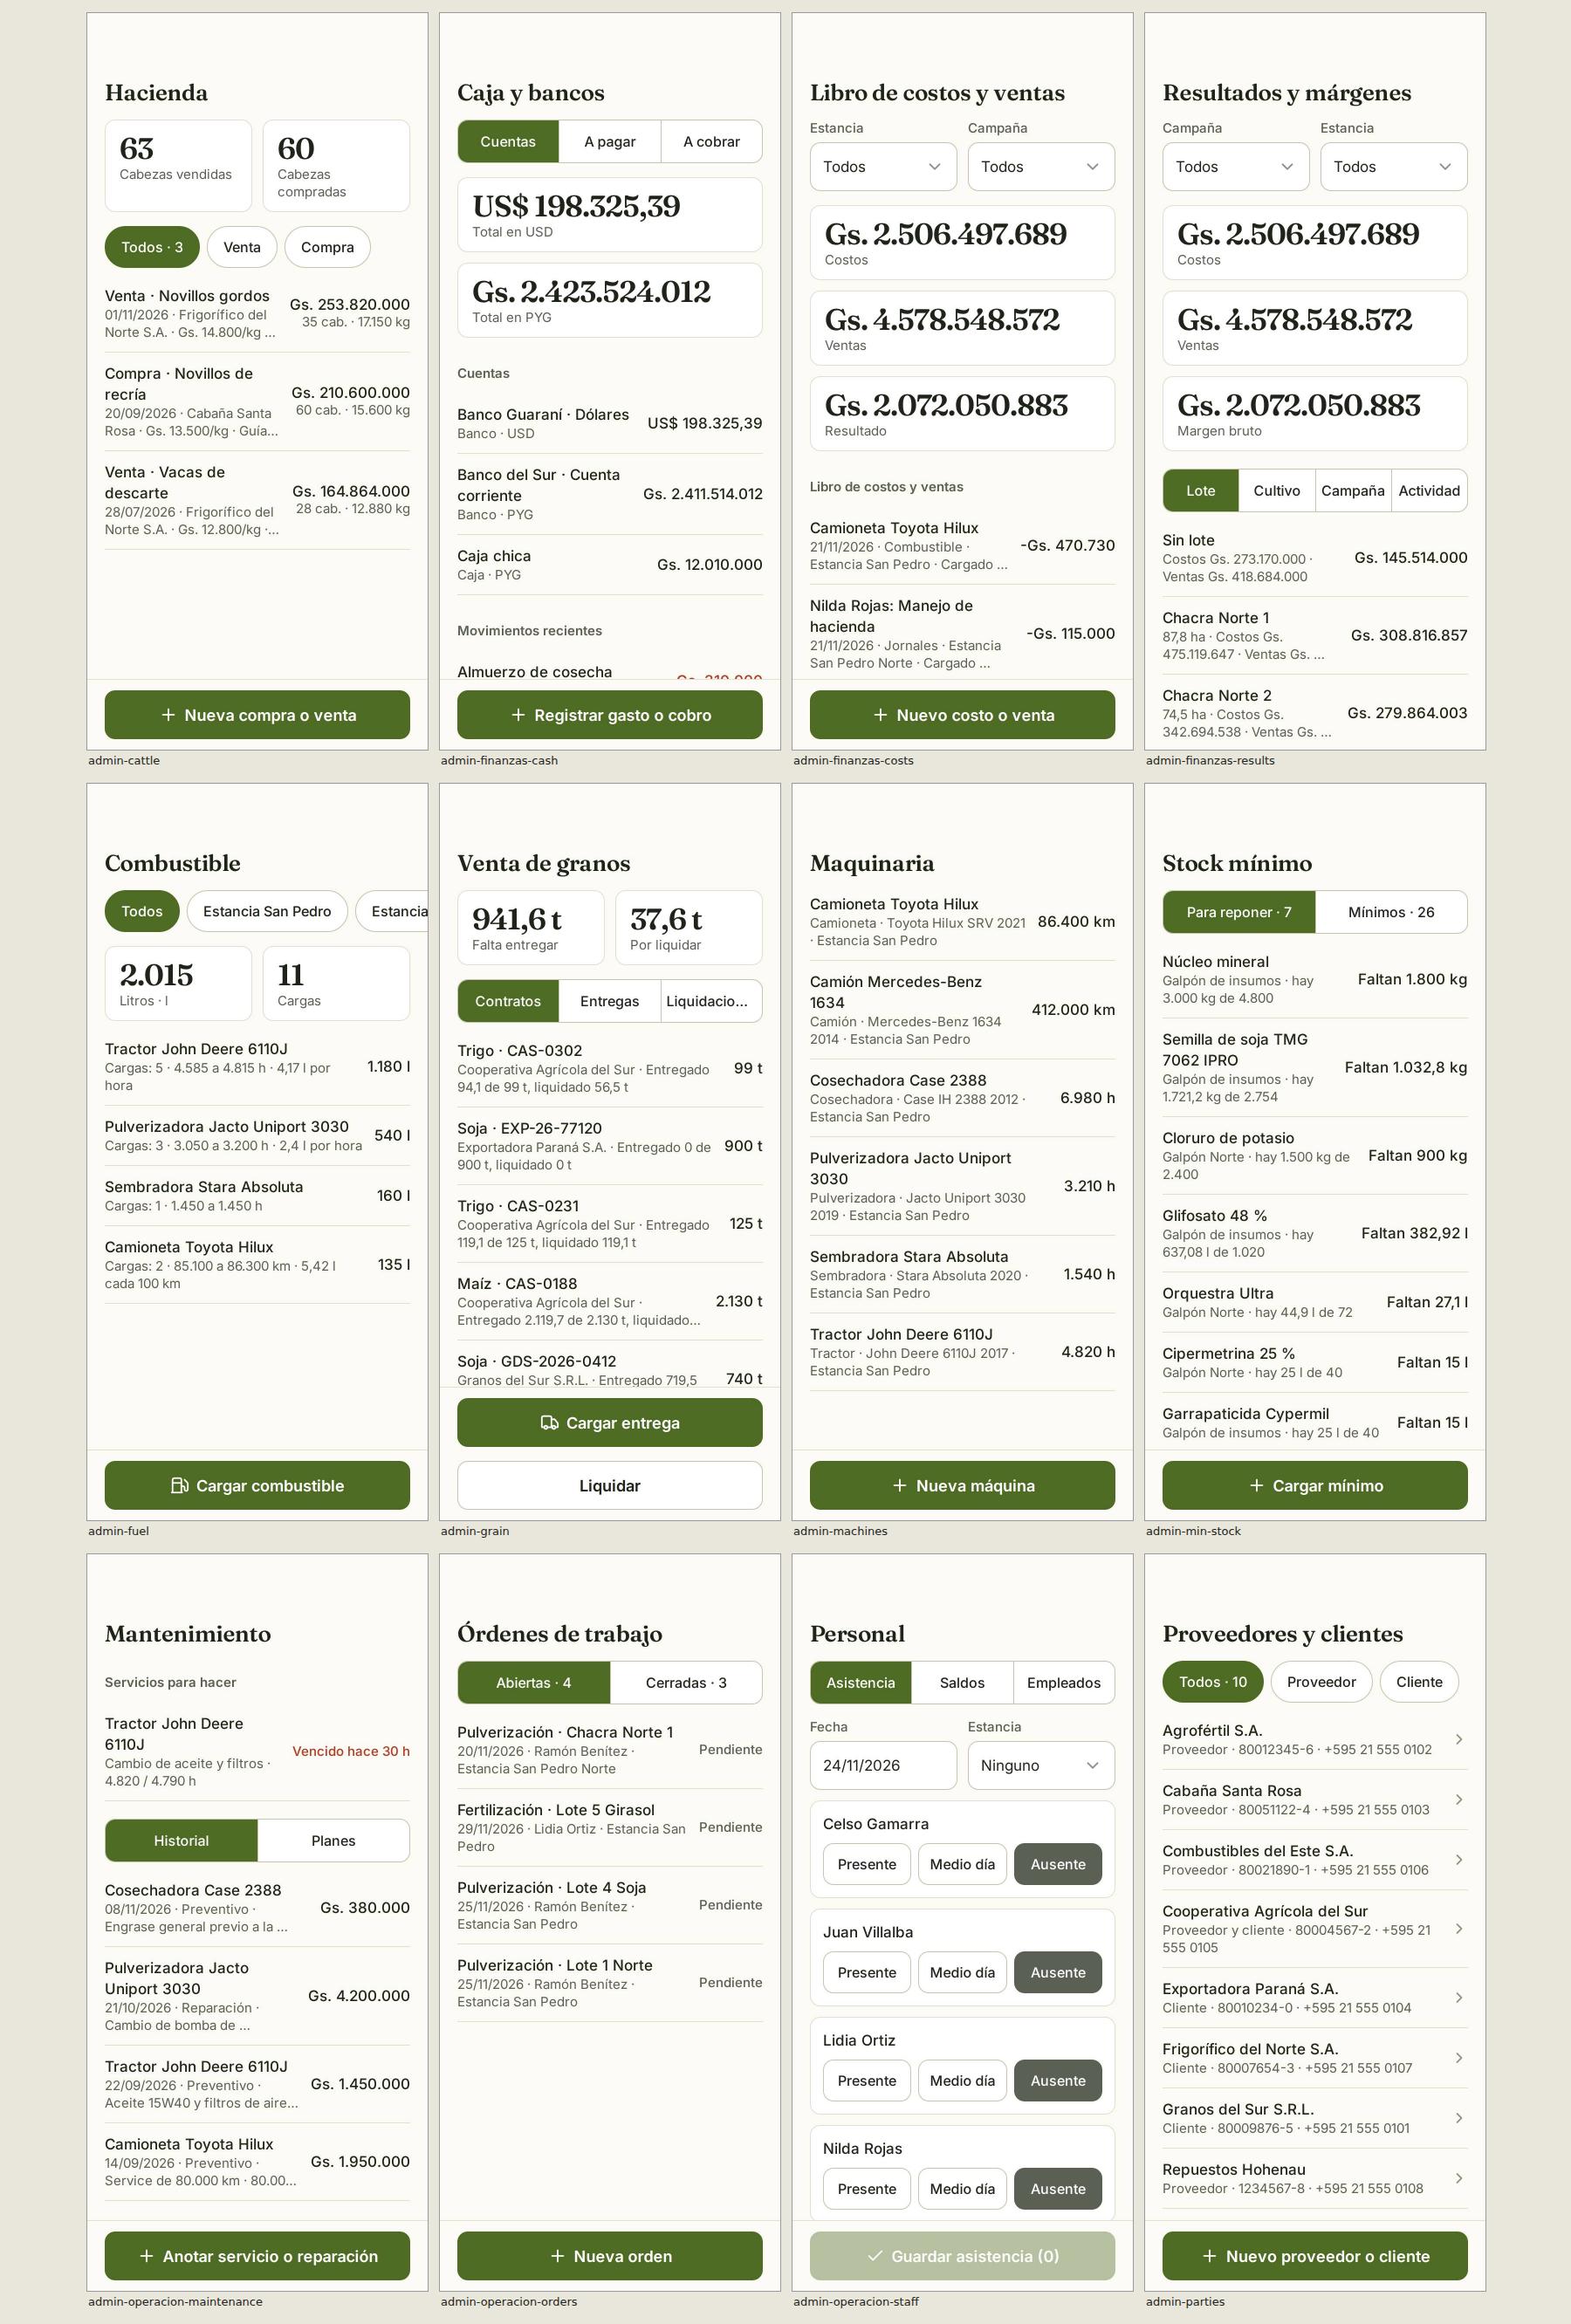 Hacienda
63
Cabezas vendidas
60
Cabezas
compradas
Todos · 3
Venta
Compra
Venta · Novillos gordos
01/11/2026 · Frigorífico del
Norte S.A. · Gs. 14.800/kg ...
Gs. 253.820.000
35 cab. · 17.150 kg
Compra · Novillos de
recría
20/09/2026 · Cabaña Santa
Rosa · Gs. 13.500/kg · Guía...
Gs. 210.600.000
60 cab. · 15.600 kg
Venta · Vacas de
descarte
28/07/2026 · Frigorífico del
Norte S.A. · Gs. 12.800/kg ·...
Gs. 164.864.000
28 cab. · 12.880 kg
Nueva compra o venta
admin-cattle
Caja y bancos
Cuentas
A pagar
A cobrar
US$ 198.325,39
Total en USD
Gs. 2.423.524.012
Total en PYG
Cuentas
Banco Guaraní · Dólares
Banco · USD
US$ 198.325,39
Banco del Sur · Cuenta
corriente
Banco · PYG
Gs. 2.411.514.012
Caja chica
Caja · PYG
Gs. 12.010.000
Movimientos recientes
Almuerzo de cosecha
Registrar gasto o cobro
admin-finanzas-cash
Libro de costos y ventas
Estancia
Campaña
Todos
Todos
Gs. 2.506.497.689
Costos
Gs. 4.578.548.572
Ventas
Gs. 2.072.050.883
Resultado
Libro de costos y ventas
Camioneta Toyota Hilux
21/11/2026 · Combustible ·
Estancia San Pedro · Cargado ...
-Gs. 470.730
Nilda Rojas: Manejo de
hacienda
21/11/2026 · Jornales · Estancia
San Pedro Norte · Cargado ...
-Gs. 115.000
Nuevo costo o venta
admin-finanzas-costs
Resultados y márgenes
Campaña
Estancia
Todos
Todos
Gs. 2.506.497.689
Costos
Gs. 4.578.548.572
Ventas
Gs. 2.072.050.883
Margen bruto
Lote
Cultivo
Campaña
Actividad
Sin lote
Costos Gs. 273.170.000 ·
Ventas Gs. 418.684.000
Gs. 145.514.000
Chacra Norte 1
87,8 ha · Costos Gs.
475.119.647 · Ventas Gs. ...
Gs. 308.816.857
Chacra Norte 2
74,5 ha · Costos Gs.
342.694.538 · Ventas Gs. ...
Gs. 279.864.003
admin-finanzas-results
Combustible
Todos
Estancia San Pedro
Estancia
2.015
Litros · l
11
Cargas
Tractor John Deere 6110J
Cargas: 5 · 4.585 a 4.815 h · 4,17 l por
hora
1.180 l
Pulverizadora Jacto Uniport 3030
Cargas: 3 · 3.050 a 3.200 h · 2,4 l por hora
540 l
Sembradora Stara Absoluta
Cargas: 1 · 1.450 a 1.450 h
160 l
Camioneta Toyota Hilux
Cargas: 2 · 85.100 a 86.300 km · 5,42 l
cada 100 km
135 l
Cargar combustible
admin-fuel
Venta de granos
941,6 t
Falta entregar
37,6 t
Por liquidar
Contratos
Entregas
Liquidacio...
Trigo · CAS-0302
Cooperativa Agrícola del Sur · Entregado
94,1 de 99 t, liquidado 56,5 t
99 t
Soja · EXP-26-77120
Exportadora Paraná S.A. · Entregado 0 de
900 t, liquidado 0 t
900 t
Trigo · CAS-0231
Cooperativa Agrícola del Sur · Entregado
119,1 de 125 t, liquidado 119,1 t
125 t
Maíz · CAS-0188
Cooperativa Agrícola del Sur ·
Entregado 2.119,7 de 2.130 t, liquidado...
2.130 t
Soja · GDS-2026-0412
Granos del Sur S.R.L. · Entregado 719,5
740 t
Cargar entrega
Liquidar
admin-grain
Maquinaria
Camioneta Toyota Hilux
Camioneta · Toyota Hilux SRV 2021
· Estancia San Pedro
86.400 km
Camión Mercedes-Benz
1634
Camión · Mercedes-Benz 1634
2014 · Estancia San Pedro
412.000 km
Cosechadora Case 2388
Cosechadora · Case IH 2388 2012 ·
Estancia San Pedro
6.980 h
Pulverizadora Jacto Uniport
3030
Pulverizadora · Jacto Uniport 3030
2019 · Estancia San Pedro
3.210 h
Sembradora Stara Absoluta
Sembradora · Stara Absoluta 2020 ·
Estancia San Pedro
1.540 h
Tractor John Deere 6110J
Tractor · John Deere 6110J 2017 ·
Estancia San Pedro
4.820 h
Nueva máquina
admin-machines
Stock mínimo
Para reponer · 7
Mínimos · 26
Núcleo mineral
Galpón de insumos · hay
3.000 kg de 4.800
Faltan 1.800 kg
Semilla de soja TMG
7062 IPRO
Galpón de insumos · hay
1.721,2 kg de 2.754
Faltan 1.032,8 kg
Cloruro de potasio
Galpón Norte · hay 1.500 kg de
2.400
Faltan 900 kg
Glifosato 48 %
Galpón de insumos · hay
637,08 l de 1.020
Faltan 382,92 l
Orquestra Ultra
Galpón Norte · hay 44,9 l de 72
Faltan 27,1 l
Cipermetrina 25 %
Galpón Norte · hay 25 l de 40
Faltan 15 l
Garrapaticida Cypermil
Galpón de insumos · hay 25 l de 40
Faltan 15 l
Cargar mínimo
admin-min-stock
Mantenimiento
Servicios para hacer
Tractor John Deere
6110J
Cambio de aceite y filtros ·
4.820 / 4.790 h
Vencido hace 30 h
Historial
Planes
Cosechadora Case 2388
08/11/2026 · Preventivo ·
Engrase general previo a la ...
Gs. 380.000
Pulverizadora Jacto
Uniport 3030
21/10/2026 · Reparación ·
Cambio de bomba de ...
Gs. 4.200.000
Tractor John Deere 6110J
22/09/2026 · Preventivo ·
Aceite 15W40 y filtros de aire...
Gs. 1.450.000
Camioneta Toyota Hilux
14/09/2026 · Preventivo ·
Service de 80.000 km · 80.00...
Gs. 1.950.000
Anotar servicio o reparación
admin-operacion-maintenance
Órdenes de trabajo
Abiertas · 4
Cerradas · 3
Pulverización · Chacra Norte 1
20/11/2026 · Ramón Benítez ·
Estancia San Pedro Norte
Pendiente
Fertilización · Lote 5 Girasol
29/11/2026 · Lidia Ortiz · Estancia San
Pedro
Pendiente
Pulverización · Lote 4 Soja
25/11/2026 · Ramón Benítez ·
Estancia San Pedro
Pendiente
Pulverización · Lote 1 Norte
25/11/2026 · Ramón Benítez ·
Estancia San Pedro
Pendiente
Nueva orden
admin-operacion-orders
Personal
Asistencia
Saldos
Empleados
Fecha
Estancia
24/11/2026
Ninguno
Celso Gamarra
Presente
Medio día
Ausente
Juan Villalba
Presente
Medio día
Ausente
Lidia Ortiz
Presente
Medio día
Ausente
Nilda Rojas
Presente
Medio día
Ausente
Guardar asistencia (0)
admin-operacion-staff
Proveedores y clientes
Todos · 10
Proveedor
Cliente
Agrofértil S.A.
Proveedor · 80012345-6 · +595 21 555 0102
Cabaña Santa Rosa
Proveedor · 80051122-4 · +595 21 555 0103
Combustibles del Este S.A.
Proveedor · 80021890-1 · +595 21 555 0106
Cooperativa Agrícola del Sur
Proveedor y cliente · 80004567-2 · +595 21
555 0105
Exportadora Paraná S.A.
Cliente · 80010234-0 · +595 21 555 0104
Frigorífico del Norte S.A.
Cliente · 80007654-3 · +595 21 555 0107
Granos del Sur S.R.L.
Cliente · 80009876-5 · +595 21 555 0101
Repuestos Hohenau
Proveedor · 1234567-8 · +595 21 555 0108
Nuevo proveedor o cliente
admin-parties